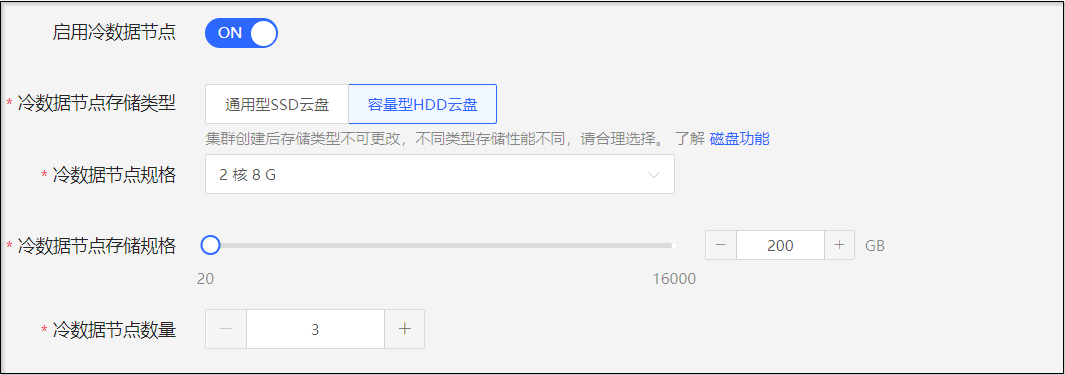 启用冷数据节点 ON
* 冷数据节点存储类型 通用型SSD云盘 容量型HDD云盘
集群创建后存储类型不可更改，不同类型存储性能不同，请合理选择。 了解 磁盘功能
* 冷数据节点规格 2 核 8 G
* 冷数据节点存储规格 − 200 + GB
20 16000
* 冷数据节点数量 − 3 +